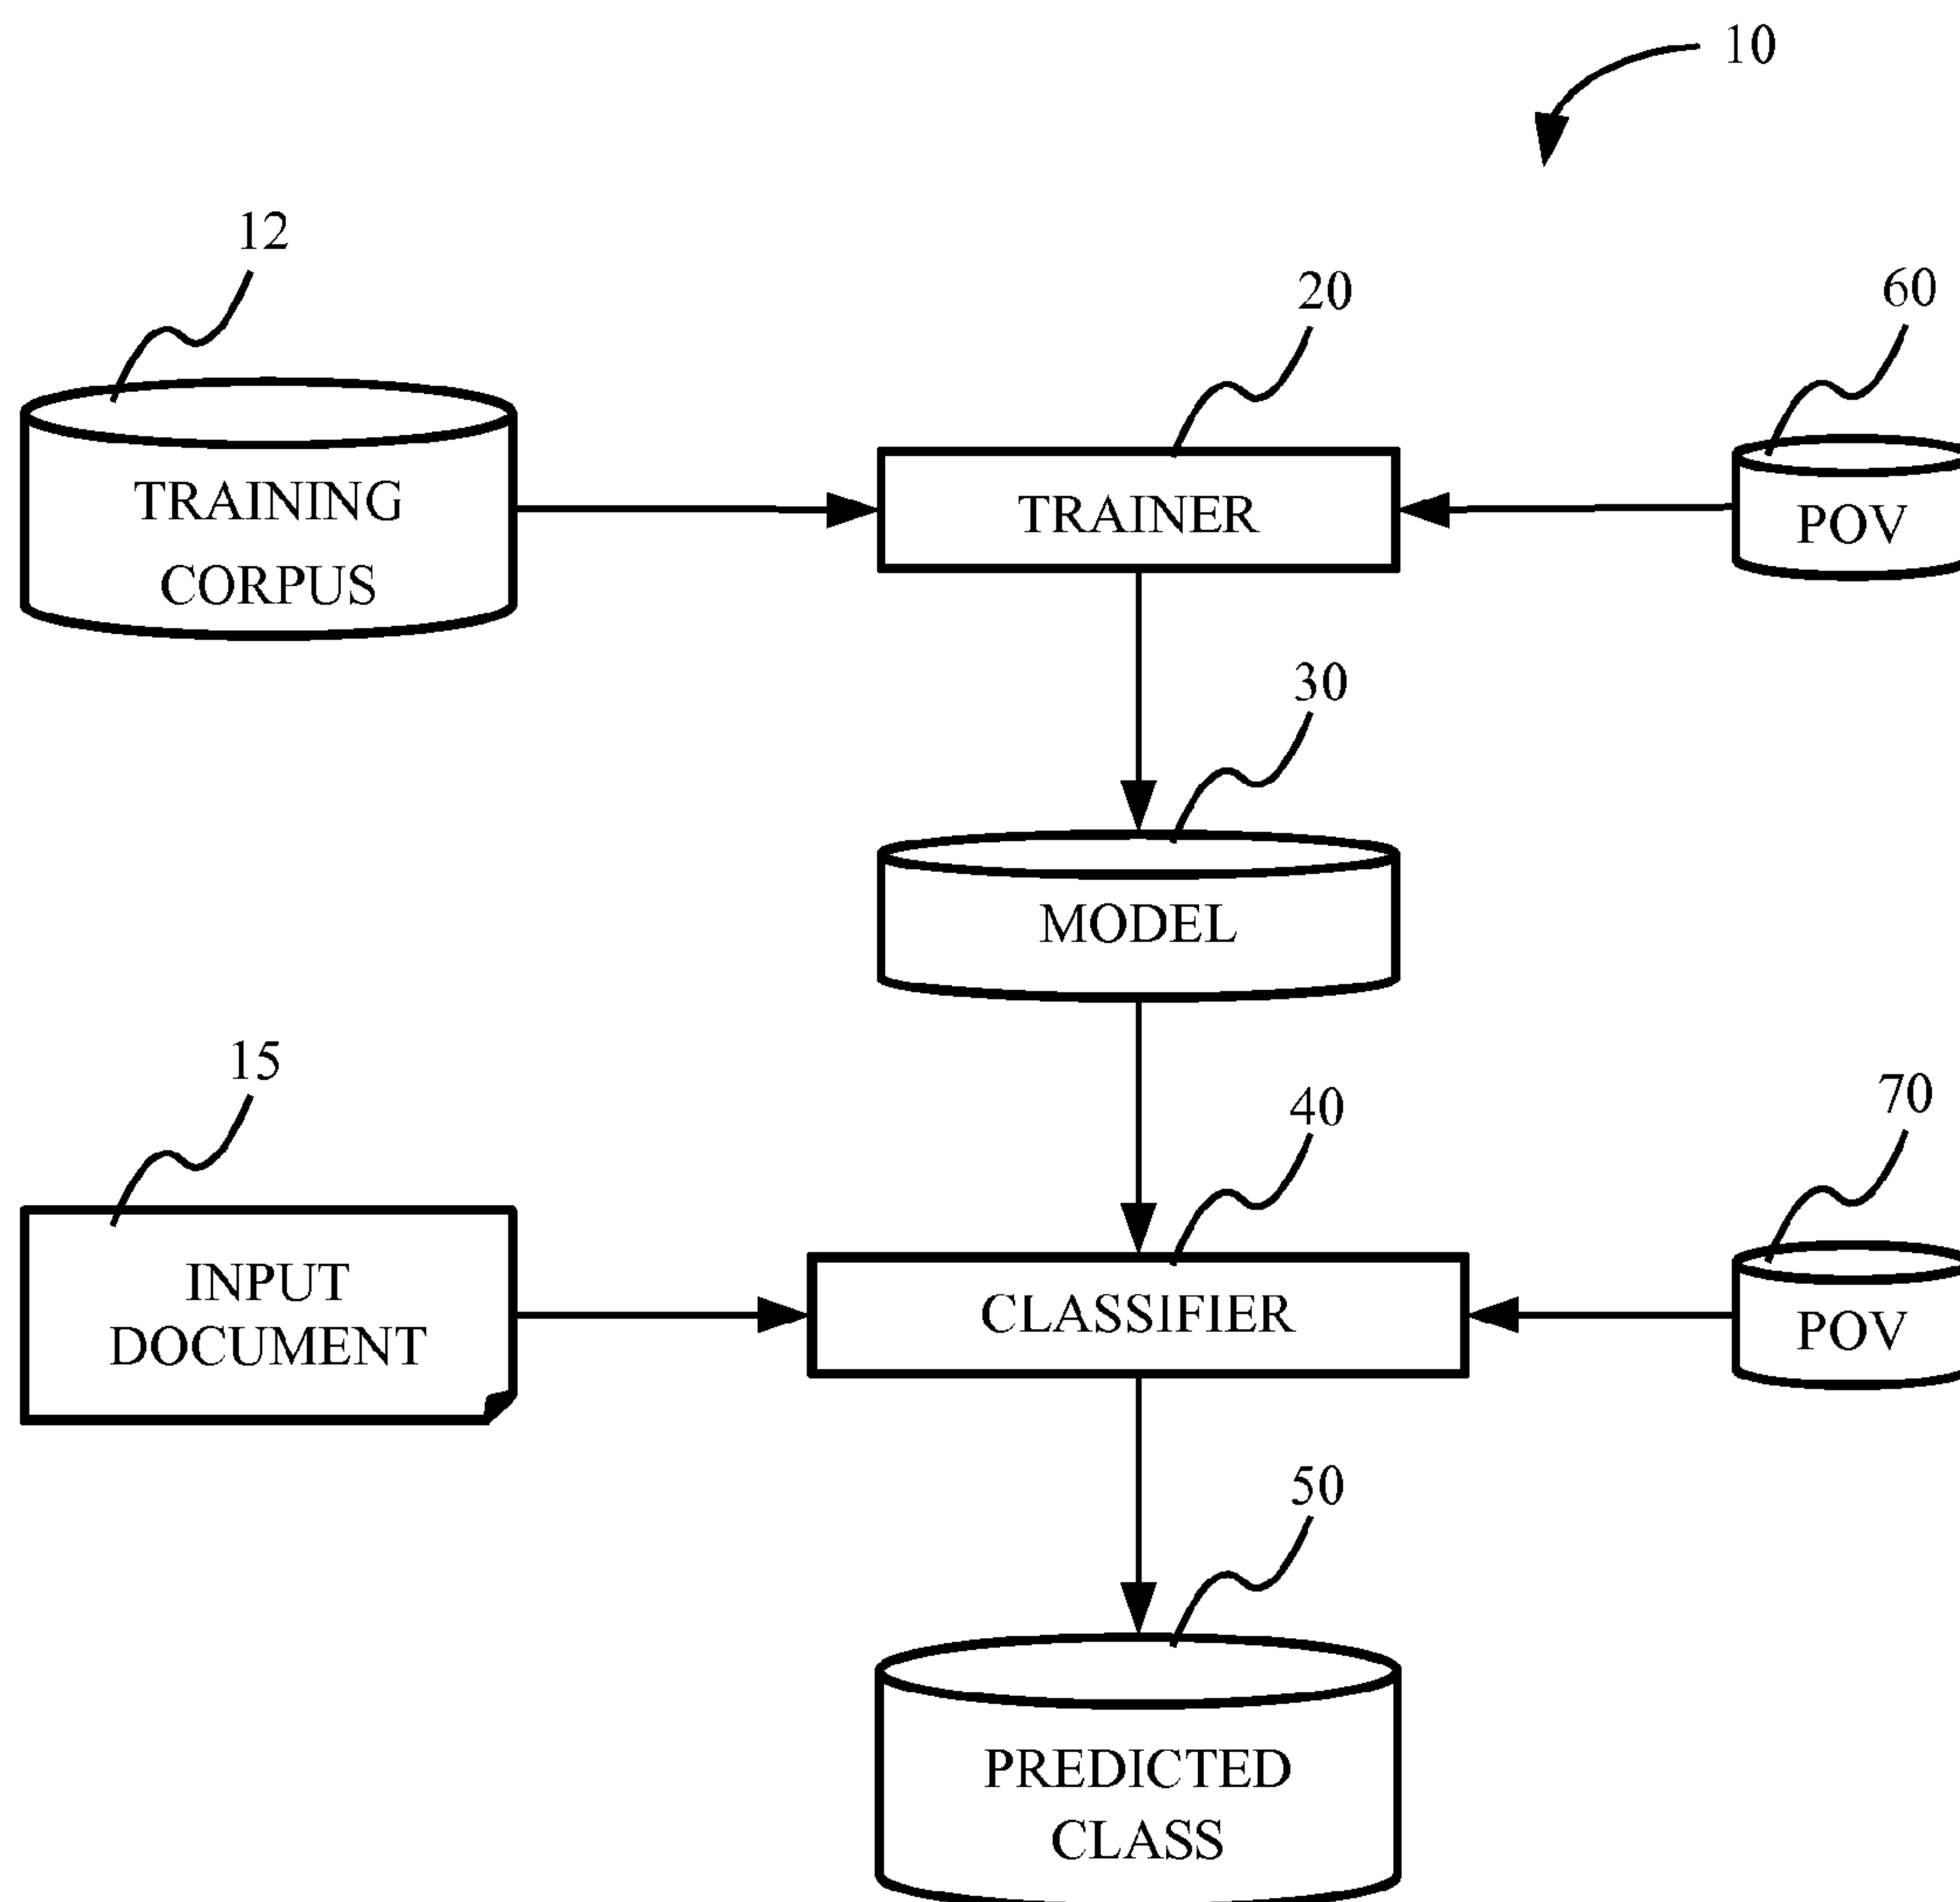 10
12
20
60
TRAINING
CORPUS
TRAINER
POV
30
MODEL
15
40
70
INPUT
DOCUMENT
CLASSIFIER
POV
50
PREDICTED
CLASS